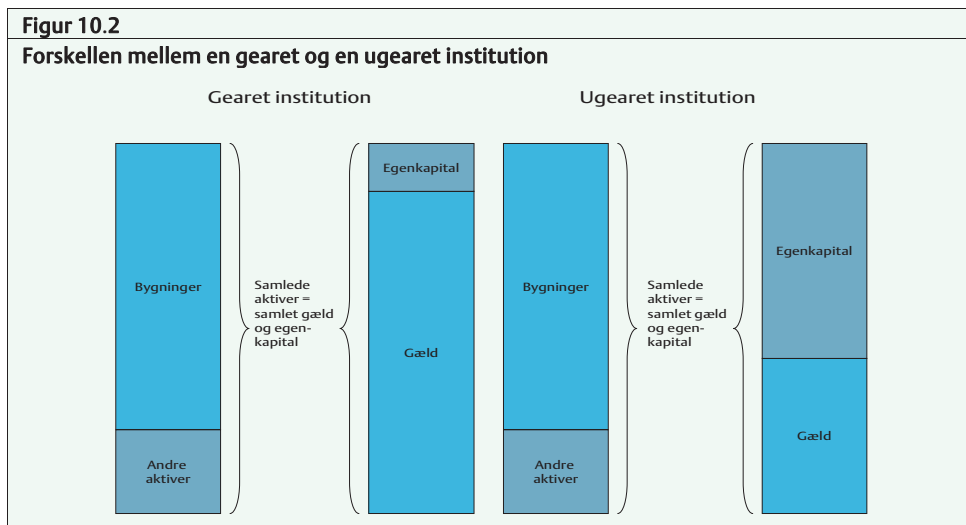 Figur 10.2
Forskellen mellem en gearet og en ugearet institution
Gearet institution
Bygninger
Andre
aktiver
Samlede
aktiver =
samlet gæld
og egen-
kapital
Egenkapital
Gæld
Ugearet institution
Bygninger
Andre
aktiver
Samlede
aktiver =
samlet gæld
og egen-
kapital
Egenkapital
Gæld